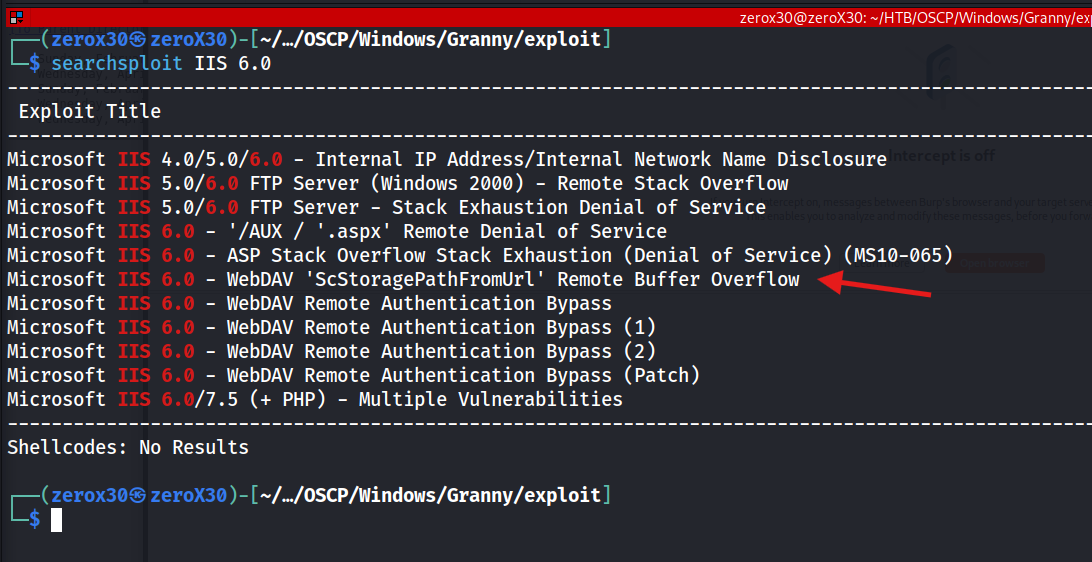 zerox30@zeroX30: ~/HTB/OSCP/Windows/Granny/exp
┌──(zerox30㉿zeroX30)-[~/…/OSCP/Windows/Granny/exploit]
└─$ searchsploit IIS 6.0
Exploit Title
Microsoft IIS 4.0/5.0/6.0 - Internal IP Address/Internal Network Name Disclosure
Intercept is off
Microsoft IIS 5.0/6.0 FTP Server (Windows 2000) - Remote Stack Overflow
Microsoft IIS 5.0/6.0 FTP Server - Stack Exhaustion Denial of Service
Microsoft IIS 6.0 - '/AUX / '.aspx' Remote Denial of Service
Microsoft IIS 6.0 - ASP Stack Overflow Stack Exhaustion (Denial of Service) (MS10-065)
Microsoft IIS 6.0 - WebDAV 'ScStoragePathFromUrl' Remote Buffer Overflow
Microsoft IIS 6.0 - WebDAV Remote Authentication Bypass
Microsoft IIS 6.0 - WebDAV Remote Authentication Bypass (1)
Microsoft IIS 6.0 - WebDAV Remote Authentication Bypass (2)
Microsoft IIS 6.0 - WebDAV Remote Authentication Bypass (Patch)
Microsoft IIS 6.0/7.5 (+ PHP) - Multiple Vulnerabilities
Shellcodes: No Results
┌──(zerox30㉿zeroX30)-[~/…/OSCP/Windows/Granny/exploit]
└─$